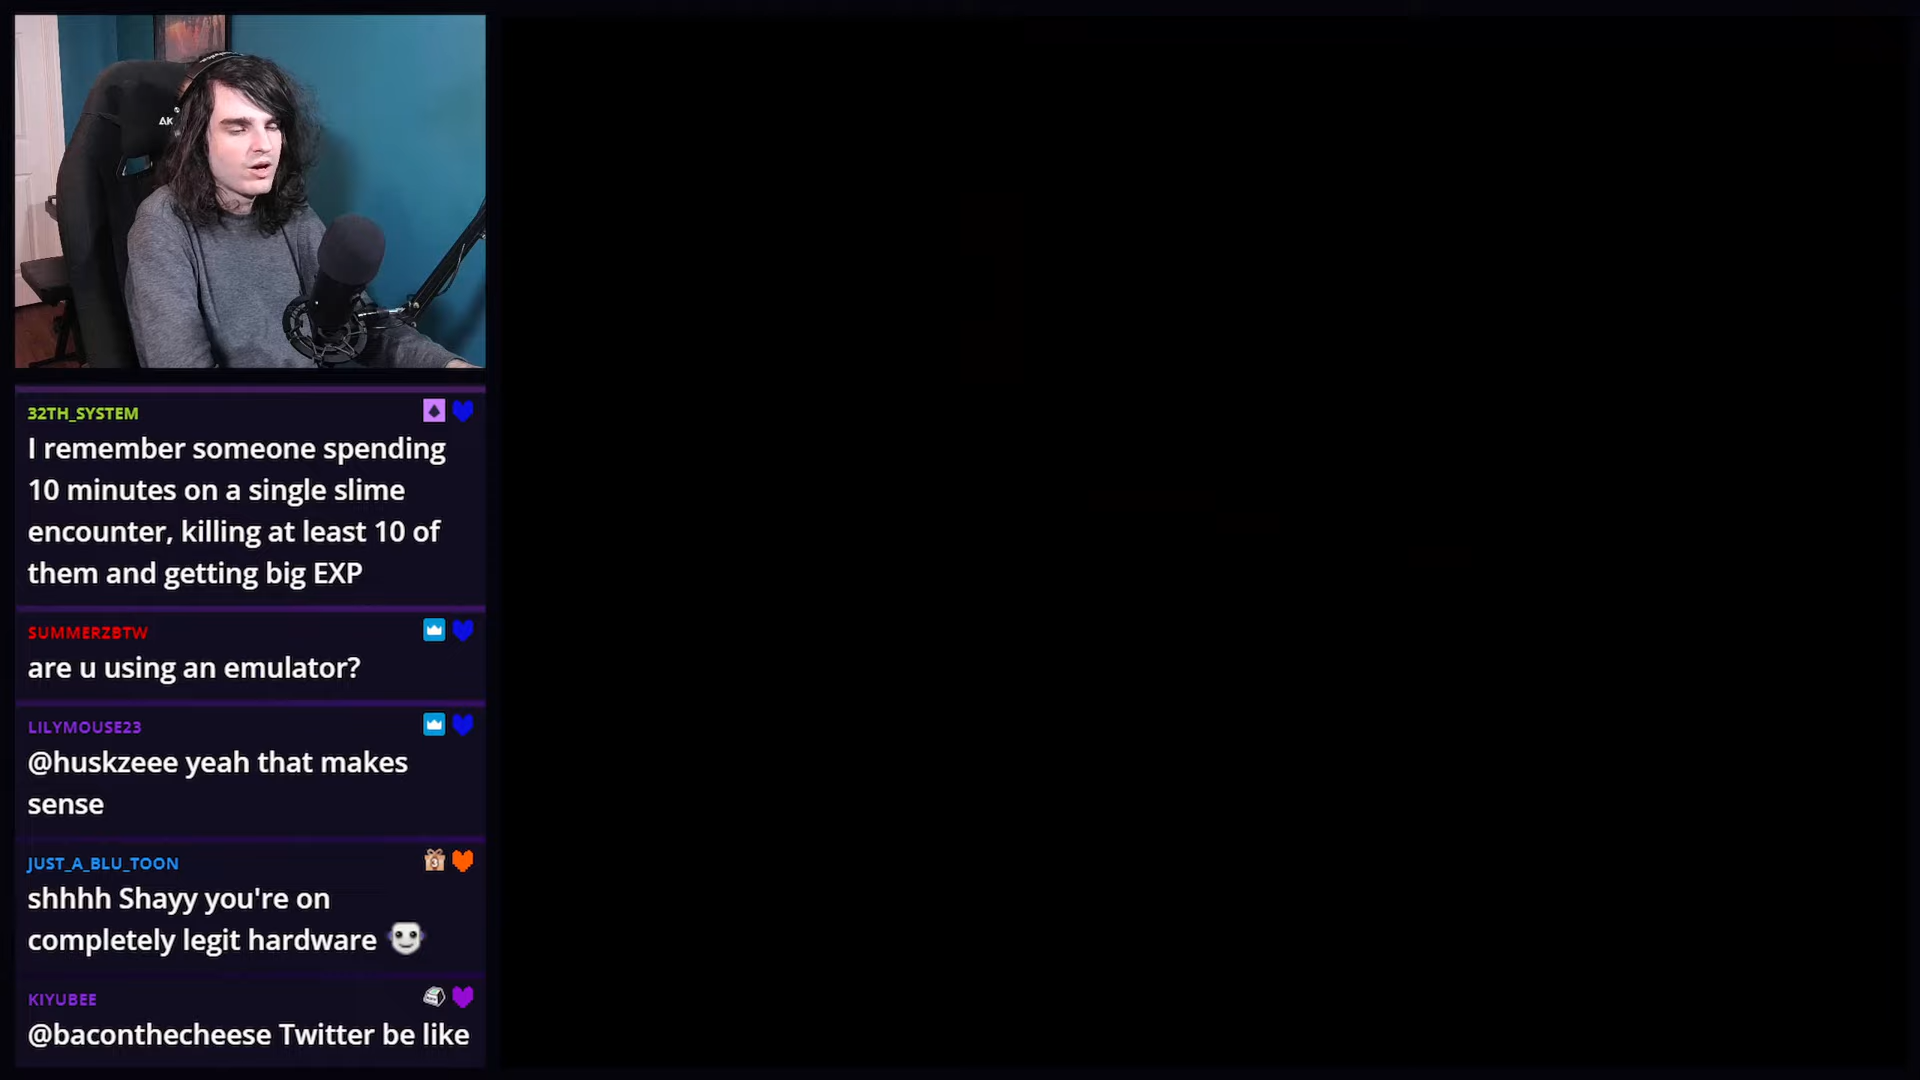 AK
32TH_SYSTEM
I remember someone spending
10 minutes on a single slime
encounter, killing at least 10 of
them and getting big EXP
SUMMERZBTW
are u using an emulator?
LILYMOUSE23
@huskzeee yeah that makes
sense
JUST_A_BLU_TOON
shhhh Shayy you're on
completely legit hardware
KIYUBEE
@baconthecheese Twitter be like